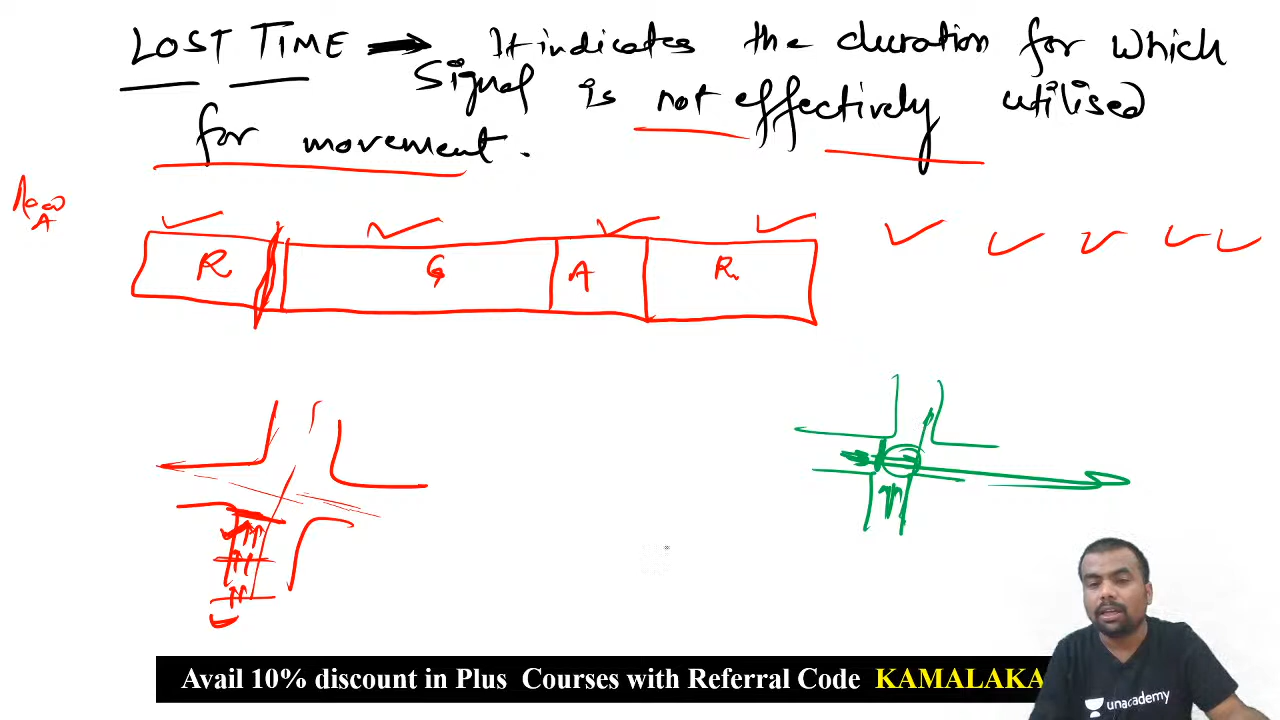 LOST TIME → It indicates the duration for which
Signal is not effectively utilised
for movement.
A
R G A R
Avail 10% discount in Plus Courses with Referral Code KAMALAKA
unacademy